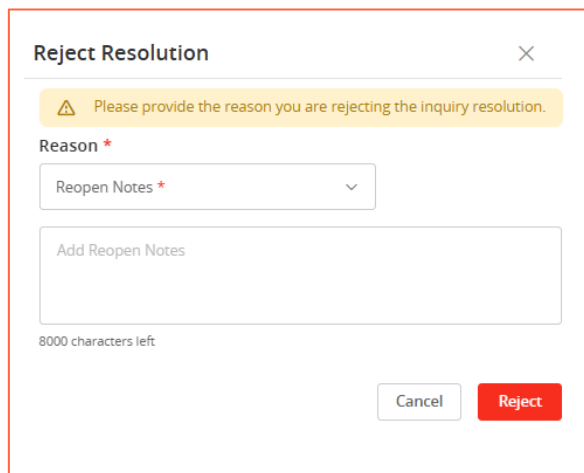 Reject Resolution
Please provide the reason you are rejecting the inquiry resolution.
Reason *
Reopen Notes *
Add Reopen Notes
8000 characters left
Cancel Reject